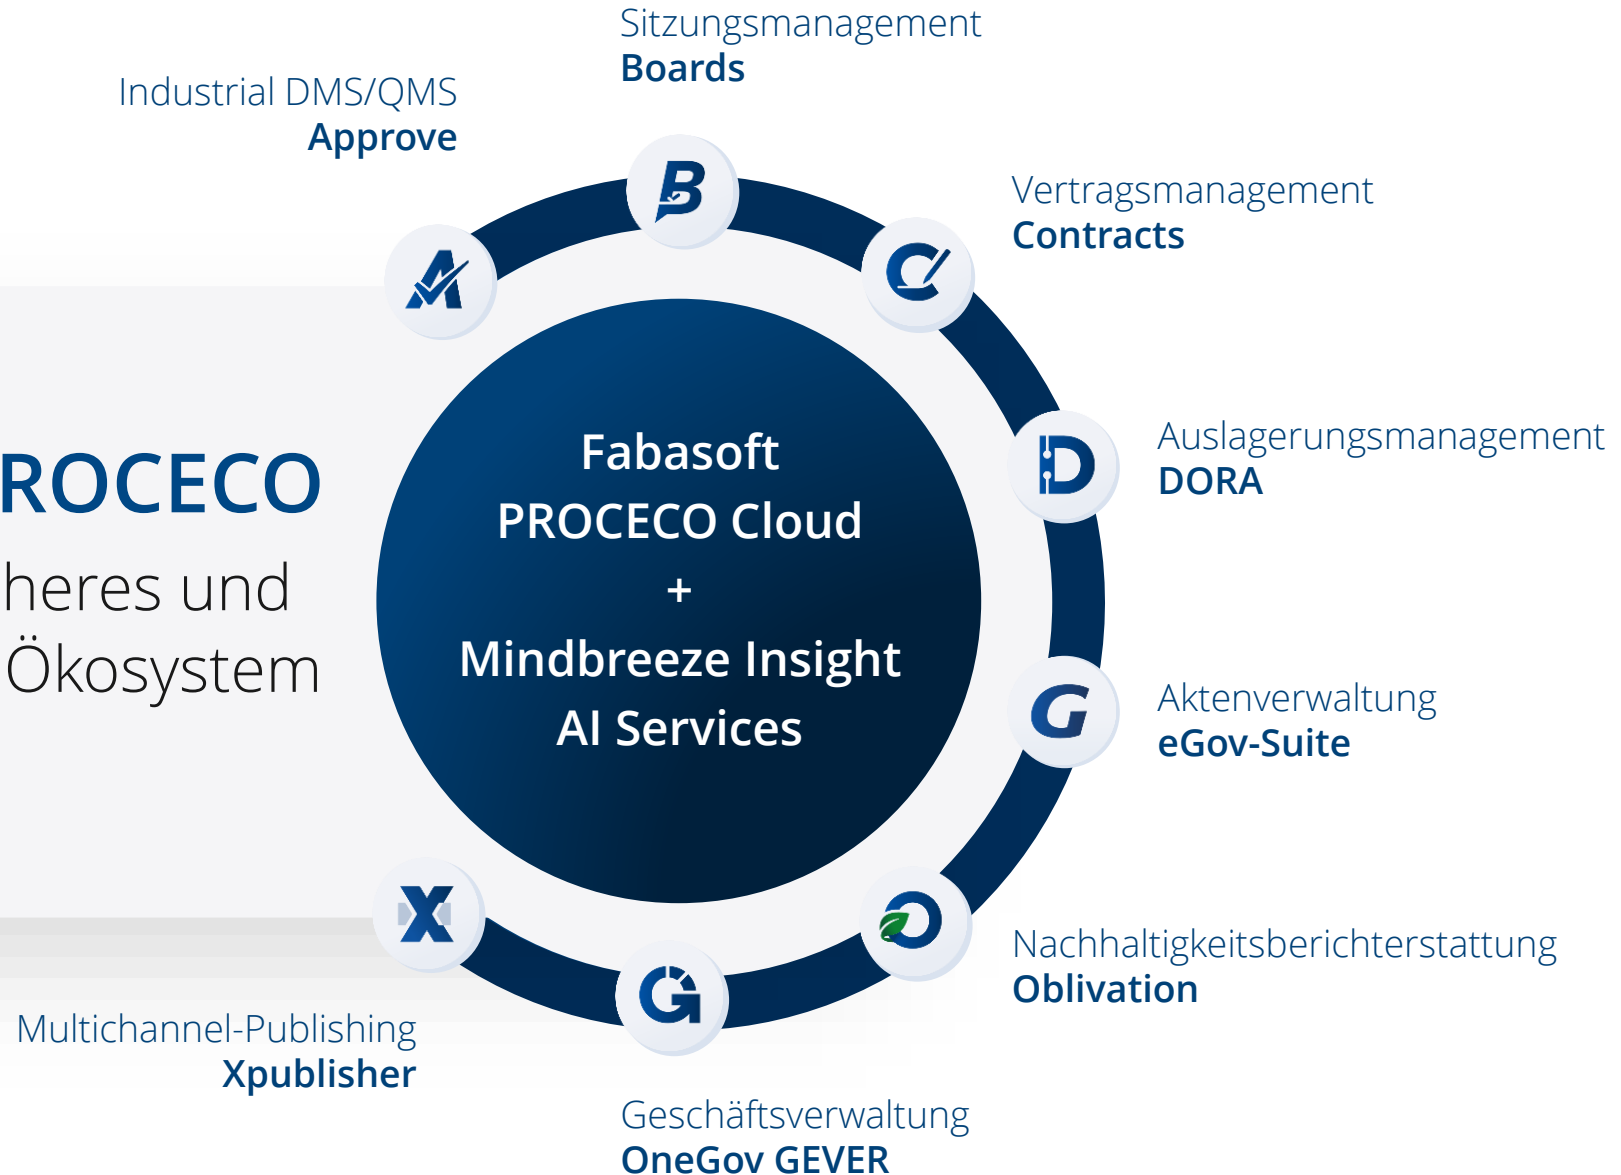 Sitzungsmanagement
Boards
Industrial DMS/QMS
Approve
Vertragsmanagement
Contracts
Auslagerungsmanagement
DORA
ROCECO
heres und
Ökosystem
Fabasoft
PROCECO Cloud
+
Mindbreeze Insight
AI Services
Aktenverwaltung
eGov-Suite
Nachhaltigkeitsberichterstattung
Oblivation
Multichannel-Publishing
Xpublisher
Geschäftsverwaltung
OneGov GEVER